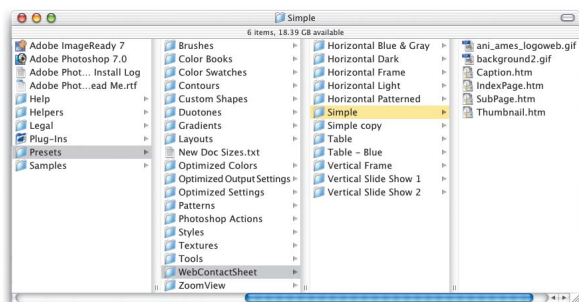 Simple
6 items, 18.39 GB available
Adobe ImageReady 7
Adobe Photoshop 7.0
Adobe Phot... Install Log
Adobe Phot...ead Me.rtf
Help
Helpers
Legal
Plug-Ins
Presets
Samples
Brushes
Color Books
Color Swatches
Contours
Custom Shapes
Duotones
Gradients
Layouts
New Doc Sizes.txt
Optimized Colors
Optimized Output Settings
Optimized Settings
Patterns
Photoshop Actions
Styles
Textures
Tools
WebContactSheet
ZoomView
Horizontal Blue & Gray
Horizontal Dark
Horizontal Frame
Horizontal Light
Horizontal Patterned
Simple
Simple copy
Table
Table – Blue
Vertical Frame
Vertical Slide Show 1
Vertical Slide Show 2
ani_ames_logoweb.gif
background2.gif
Caption.htm
IndexPage.htm
SubPage.htm
Thumbnail.htm